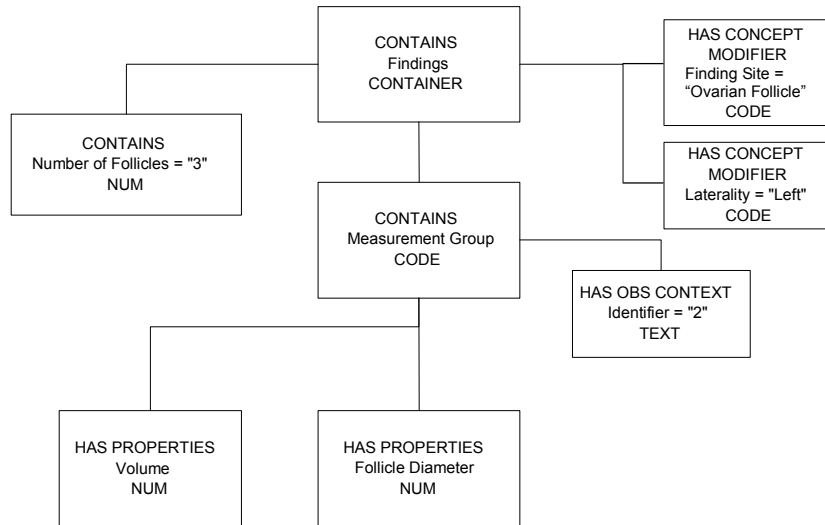 CONTAINS
Findings
CONTAINER
HAS CONCEPT
MODIFIER
Finding Site =
“Ovarian Follicle”
CODE
CONTAINS
Number of Follicles = "3"
NUM
HAS CONCEPT
MODIFIER
Laterality = "Left"
CODE
CONTAINS
Measurement Group
CODE
HAS OBS CONTEXT
Identifier = "2"
TEXT
HAS PROPERTIES
Volume
NUM
HAS PROPERTIES
Follicle Diameter
NUM